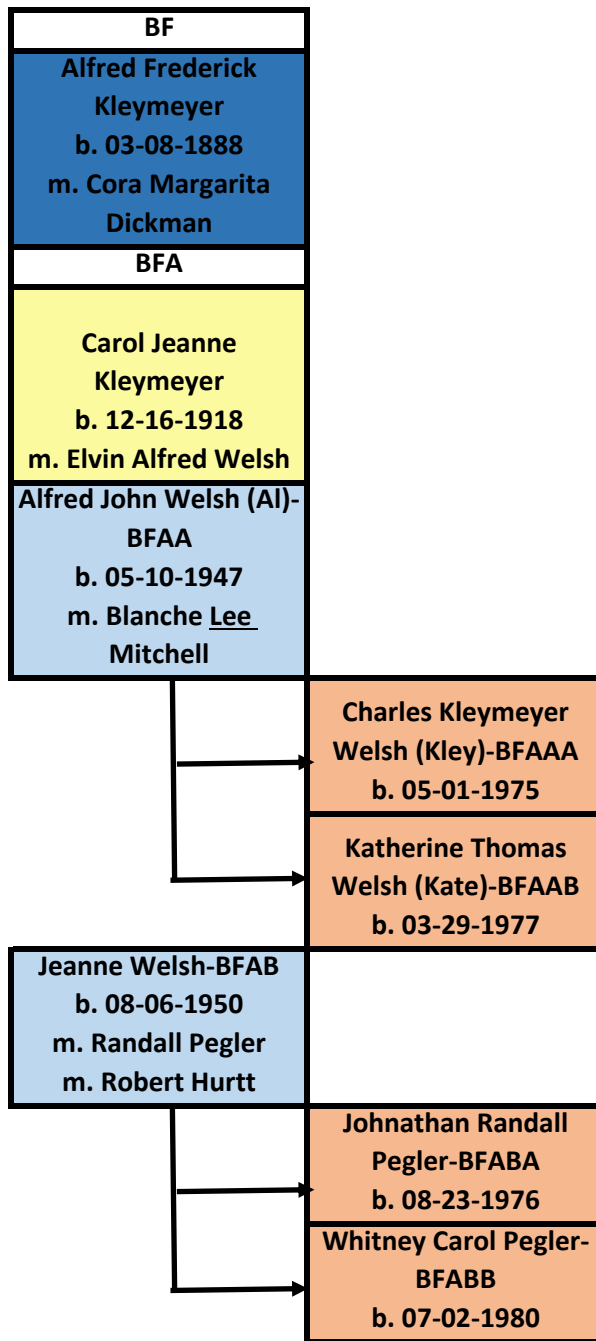 BF
Alfred Frederick
Kleymeyer
b. 03-08-1888
m. Cora Margarita
Dickman
BFA
Carol Jeanne
Kleymeyer
b. 12-16-1918
m. Elvin Alfred Welsh
Alfred John Welsh (Al)-
BFAA
b. 05-10-1947
m. Blanche Lee
Mitchell
Charles Kleymeyer
Welsh (Kley)-BFAAA
b. 05-01-1975
Katherine Thomas
Welsh (Kate)-BFAAB
b. 03-29-1977
Jeanne Welsh-BFAB
b. 08-06-1950
m. Randall Pegler
m. Robert Hurtt
Johnathan Randall
Pegler-BFABA
b. 08-23-1976
Whitney Carol Pegler-
BFABB
b. 07-02-1980